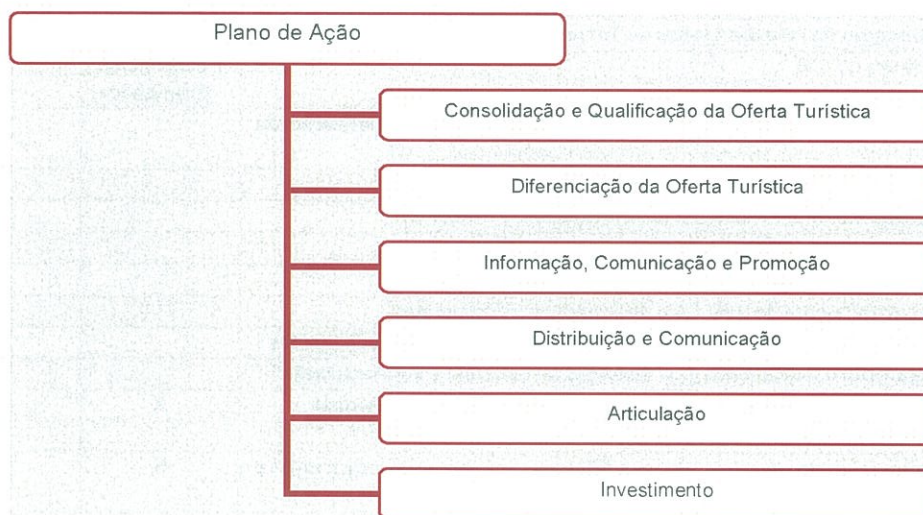 Plano de Ação
Consolidação e Qualificação da Oferta Turística
Diferenciação da Oferta Turística
Informação, Comunicação e Promoção
Distribuição e Comunicação
Articulação
Investimento